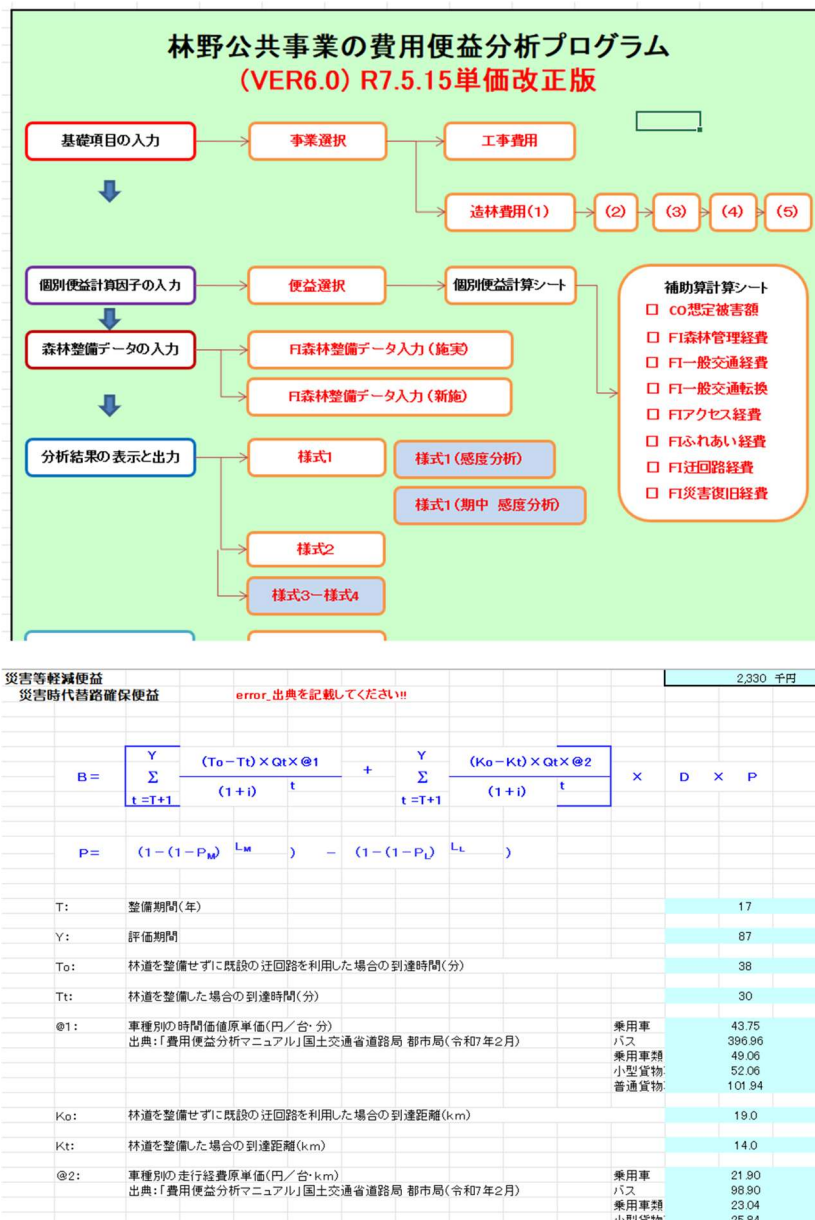 林野公共事業の費用便益分析プログラム
(VER6.0) R7.5.15単価改正版
基礎項目の入力
事業選択
工事費用
造林費用(1)
(2)
(3)
(4)
(5)
個別便益計算因子の入力
便益選択
個別便益計算シート
補助算計算シート
□ CO想定被害額
□ FI森林管理経費
□ FI一般交通経費
□ FI一般交通転換
□ FIアクセス経費
□ FIふれあい経費
□ FI迂回路経費
□ FI災害復旧経費
森林整備データの入力
FI森林整備データ入力(施実)
FI森林整備データ入力(新施)
分析結果の表示と出力
様式1
様式1(感度分析)
様式1(期中 感度分析)
様式2
様式3ー様式4
災害等軽減便益 2,330 千円
災害時代替路確保便益 error_出典を記載してください!!
Y (To−Tt)×Qt×@1 Y (Ko−Kt)×Qt×@2
B= Σ + Σ × D × P
t=T+1 (1+i) t t=T+1 (1+i) t
P= (1−(1−PM) LM ) − (1−(1−PL) LL )
T: 整備期間(年) 17
Y: 評価期間 87
To: 林道を整備せずに既設の迂回路を利用した場合の到達時間(分) 38
Tt: 林道を整備した場合の到達時間(分) 30
@1: 車種別の時間価値原単価(円/台・分) 乗用車 43.75
出典:「費用便益分析マニュアル」国土交通省道路局 都市局(令和7年2月) バス 396.96
乗用車類 49.06
小型貨物 52.06
普通貨物 101.94
Ko: 林道を整備せずに既設の迂回路を利用した場合の到達距離(km) 19.0
Kt: 林道を整備した場合の到達距離(km) 14.0
@2: 車種別の走行経費原単価(円/台・km) 乗用車 21.90
出典:「費用便益分析マニュアル」国土交通省道路局 都市局(令和7年2月) バス 98.90
乗用車類 23.04
小型貨物 25.84